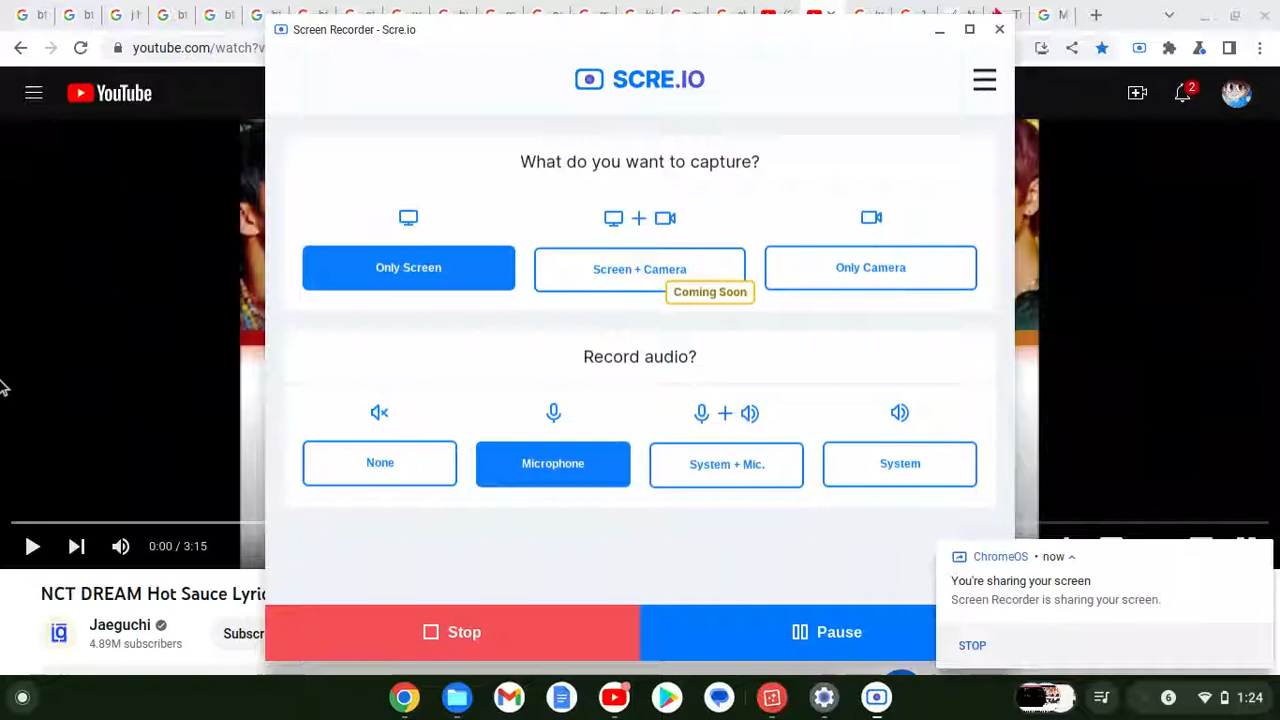 Screen Recorder - Scre.io
youtube.com/watch?v
YouTube
2
SCRE.IO
What do you want to capture?
Only Screen
Screen + Camera
Only Camera
Coming Soon
Record audio?
None
Microphone
System + Mic.
System
0:00 / 3:15
NCT DREAM Hot Sauce Lyric
Jaeguchi
4.89M subscribers
Subscr
Stop
Pause
ChromeOS • now
You're sharing your screen
Screen Recorder is sharing your screen.
STOP
6
1:24